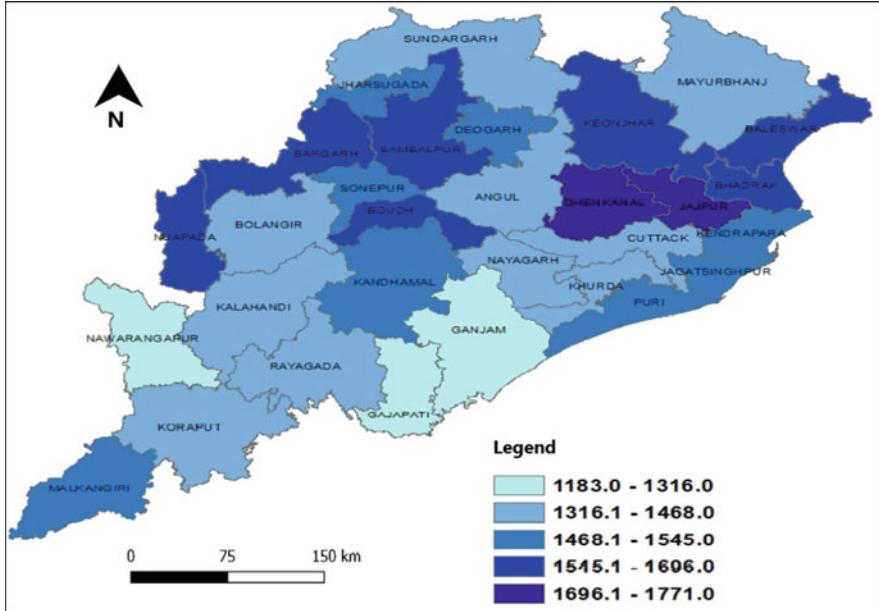 SUNDARGARH
MAYURBHANJ
JHARSUGADA
N
DEOGARH
KEONJHAR
BALESWAR
BARGARH
SAMBALPUR
SONEPUR
ANGUL
BHADRAK
DHENKANAL
JAJPUR
BOLANGIR
BOUDH
NUAPADA
KENDRAPARA
CUTTACK
NAYAGARH
JAGATSINGHPUR
KANDHAMAL
KHURDA
KALAHANDI
PURI
GANJAM
NAWARANGAPUR
RAYAGADA
GAJAPATI
KORAPUT
MALKANGIRI
Legend
1183.0 - 1316.0
1316.1 - 1468.0
1468.1 - 1545.0
1545.1 - 1696.0
1696.1 - 1771.0
0 75 150 km